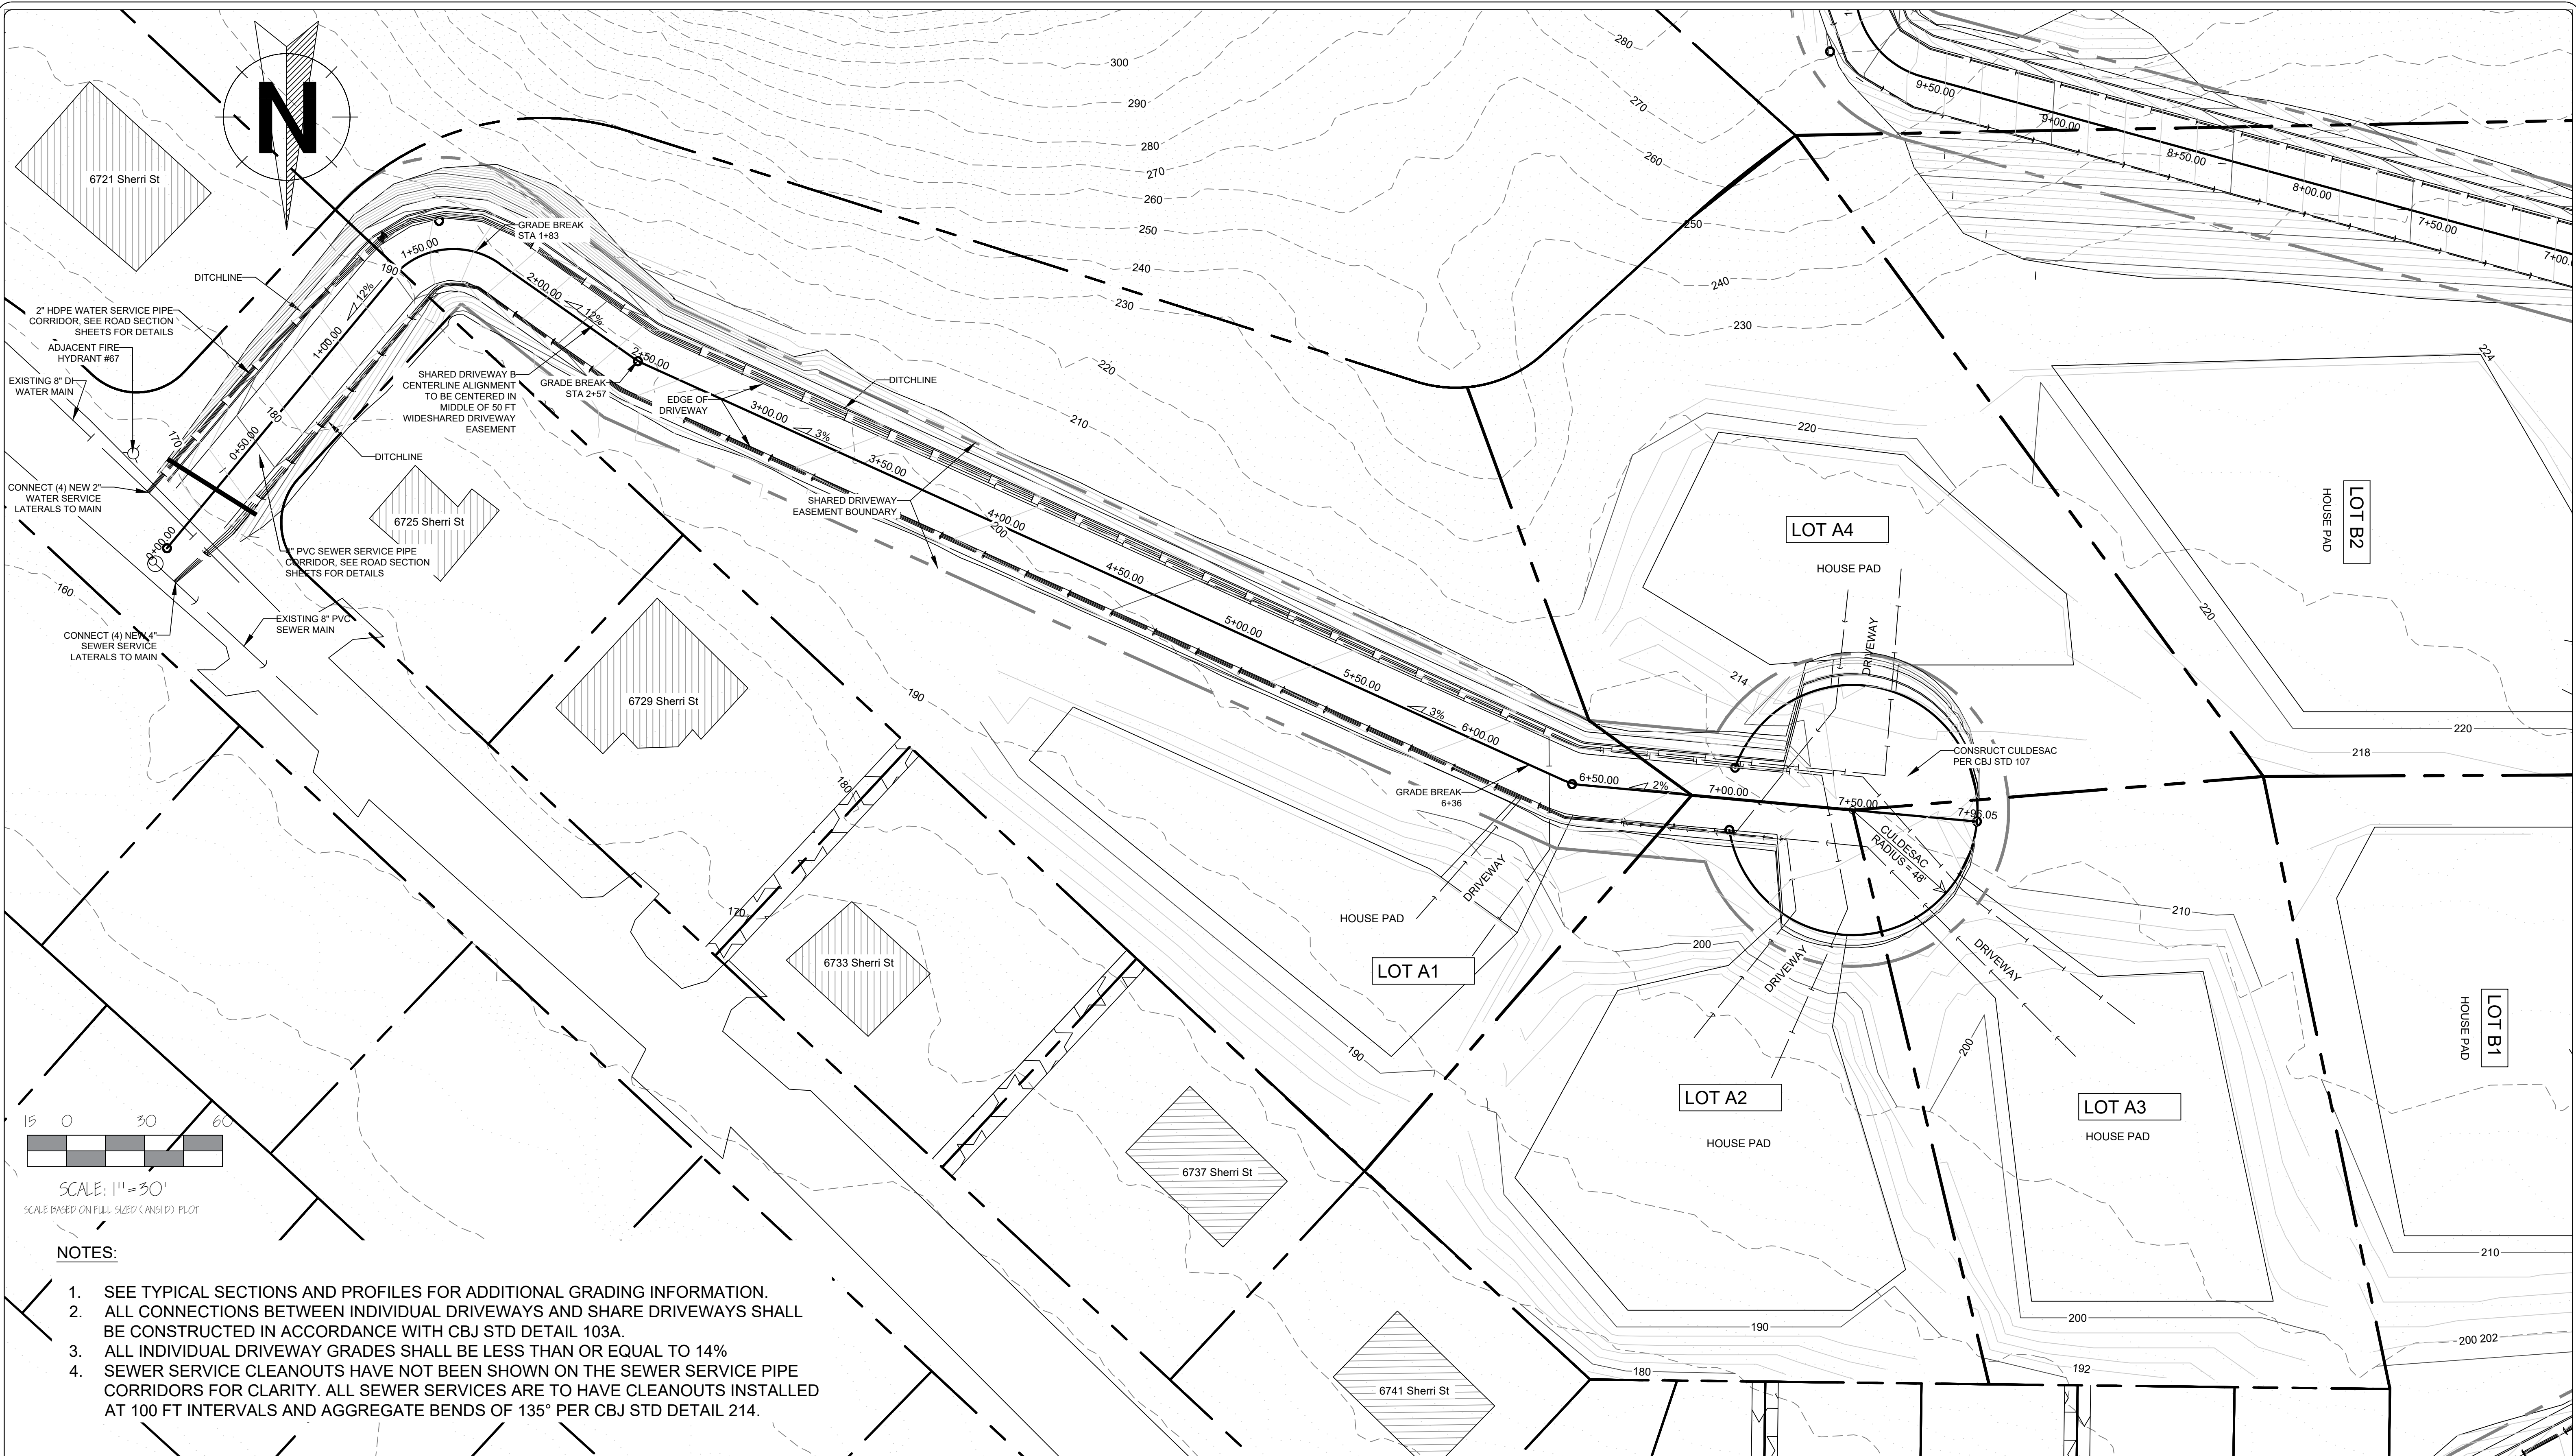 N
6721 Sherri St
300
290
280
270
260
250
240
230
220
210
280
270
260
250
240
230
9+50.00
9+00.00
8+50.00
8+00.00
7+50.00
7+00.
GRADE BREAK
STA 1+83
1+50.00
190
12%
DITCHLINE
2" HDPE WATER SERVICE PIPE
CORRIDOR, SEE ROAD SECTION
SHEETS FOR DETAILS
ADJACENT FIRE
HYDRANT #67
EXISTING 8" DI
WATER MAIN
1+00.00
180
0+50.00
170
CONNECT (4) NEW 2"
WATER SERVICE
LATERALS TO MAIN
0+00.00
160
CONNECT (4) NEW 4"
SEWER SERVICE
LATERALS TO MAIN
EXISTING 8" PVC
SEWER MAIN
" PVC SEWER SERVICE PIPE
CORRIDOR, SEE ROAD SECTION
SHEETS FOR DETAILS
DITCHLINE
6725 Sherri St
2+00.00
12%
2+50.00
SHARED DRIVEWAY B
CENTERLINE ALIGNMENT
TO BE CENTERED IN
MIDDLE OF 50 FT
WIDESHARED DRIVEWAY
EASEMENT
GRADE BREAK
STA 2+57
EDGE OF
DRIVEWAY
DITCHLINE
3+00.00
3%
3+50.00
SHARED DRIVEWAY
EASEMENT BOUNDARY
4+00.00
200
4+50.00
5+00.00
5+50.00
3%
6+00.00
GRADE BREAK
6+36
6+50.00
2%
7+00.00
7+50.00
7+96.05
CULDESAC
RADIUS = 48'
CONSRUCT CULDESAC
PER CBJ STD 107
214
220
LOT A4
HOUSE PAD
DRIVEWAY
224
LOT B2
HOUSE PAD
220
220
218
6729 Sherri St
190
180
170
6733 Sherri St
HOUSE PAD
DRIVEWAY
LOT A1
190
200
DRIVEWAY
DRIVEWAY
210
200
LOT A2
HOUSE PAD
190
LOT A3
HOUSE PAD
200
192
180
LOT B1
HOUSE PAD
210
200 202
6737 Sherri St
6741 Sherri St
15 0 30 60
SCALE: 1"=30'
SCALE BASED ON FULL SIZED (ANSI D) PLOT
NOTES:
1. SEE TYPICAL SECTIONS AND PROFILES FOR ADDITIONAL GRADING INFORMATION.
2. ALL CONNECTIONS BETWEEN INDIVIDUAL DRIVEWAYS AND SHARE DRIVEWAYS SHALL
BE CONSTRUCTED IN ACCORDANCE WITH CBJ STD DETAIL 103A.
3. ALL INDIVIDUAL DRIVEWAY GRADES SHALL BE LESS THAN OR EQUAL TO 14%
4. SEWER SERVICE CLEANOUTS HAVE NOT BEEN SHOWN ON THE SEWER SERVICE PIPE
CORRIDORS FOR CLARITY. ALL SEWER SERVICES ARE TO HAVE CLEANOUTS INSTALLED
AT 100 FT INTERVALS AND AGGREGATE BENDS OF 135° PER CBJ STD DETAIL 214.